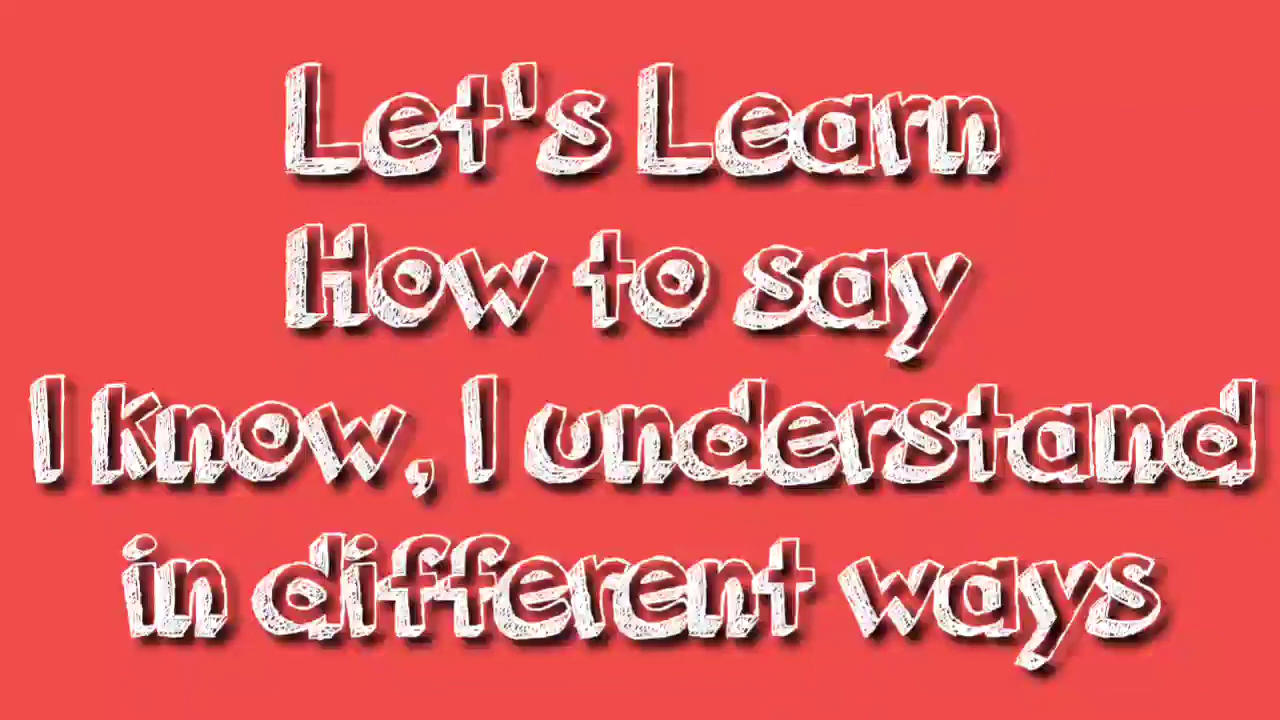 Let's Learn
How to say
I know, I understand
in different ways